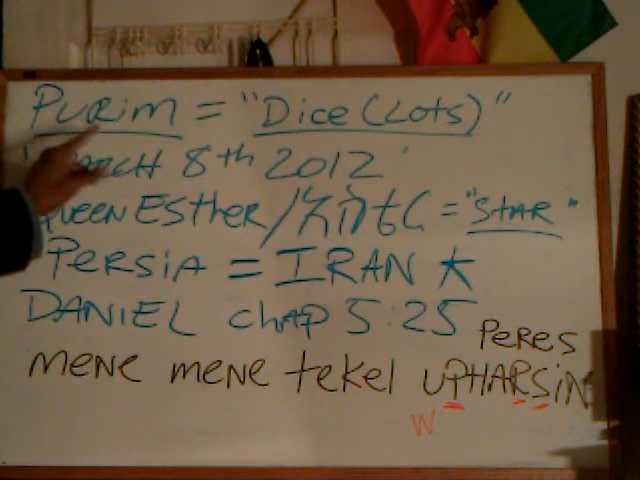 PURIM = "DICE (LOTS)"
MARCH 8th 2012
QUEEN ESTHER / = "STAR"
PERSIA = IRAN *
DANIEL chAP 5:25
PERES
MENE MENE tekel UPHARSiN
W